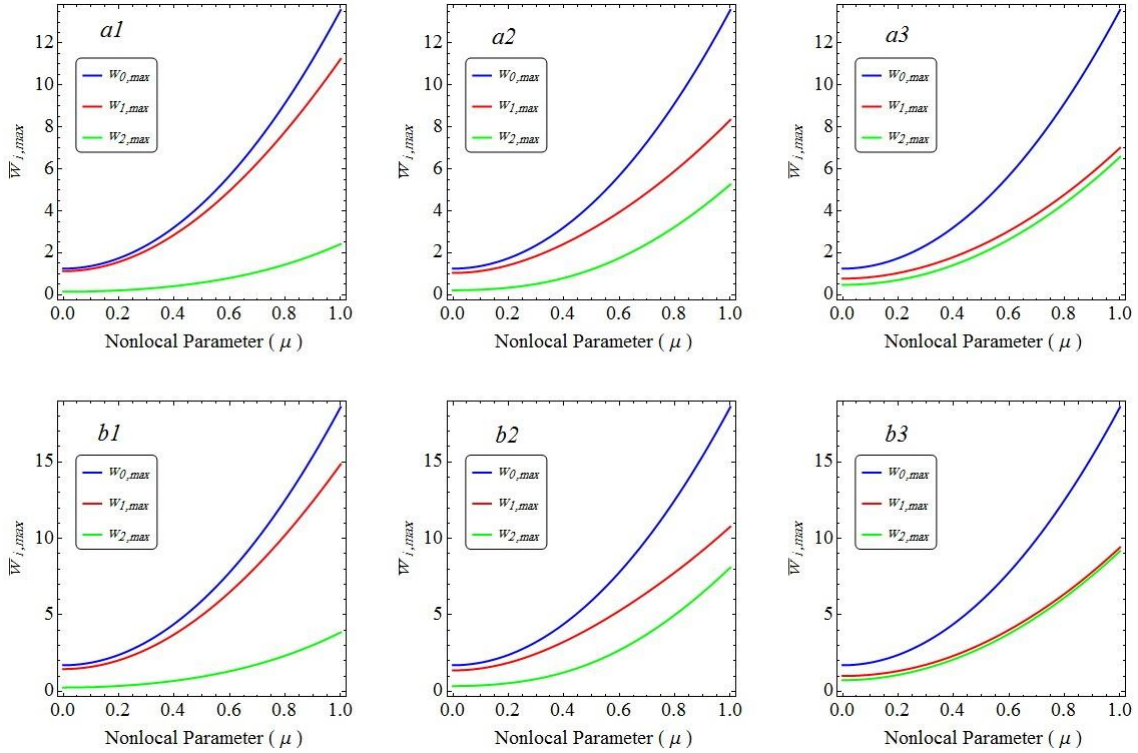 a1
W0,max
W1,max
W2,max
W̅ i,max
12
10
8
6
4
2
0
0.0 0.2 0.4 0.6 0.8 1.0
Nonlocal Parameter ( μ )
a2
W0,max
W1,max
W2,max
W̅ i,max
12
10
8
6
4
2
0
0.0 0.2 0.4 0.6 0.8 1.0
Nonlocal Parameter ( μ )
a3
W0,max
W1,max
W2,max
W̅ i,max
12
10
8
6
4
2
0
0.0 0.2 0.4 0.6 0.8 1.0
Nonlocal Parameter ( μ )
b1
W0,max
W1,max
W2,max
W̅ i,max
15
10
5
0
0.0 0.2 0.4 0.6 0.8 1.0
Nonlocal Parameter ( μ )
b2
W0,max
W1,max
W2,max
W̅ i,max
15
10
5
0
0.0 0.2 0.4 0.6 0.8 1.0
Nonlocal Parameter ( μ )
b3
W0,max
W1,max
W2,max
W̅ i,max
15
10
5
0
0.0 0.2 0.4 0.6 0.8 1.0
Nonlocal Parameter ( μ )